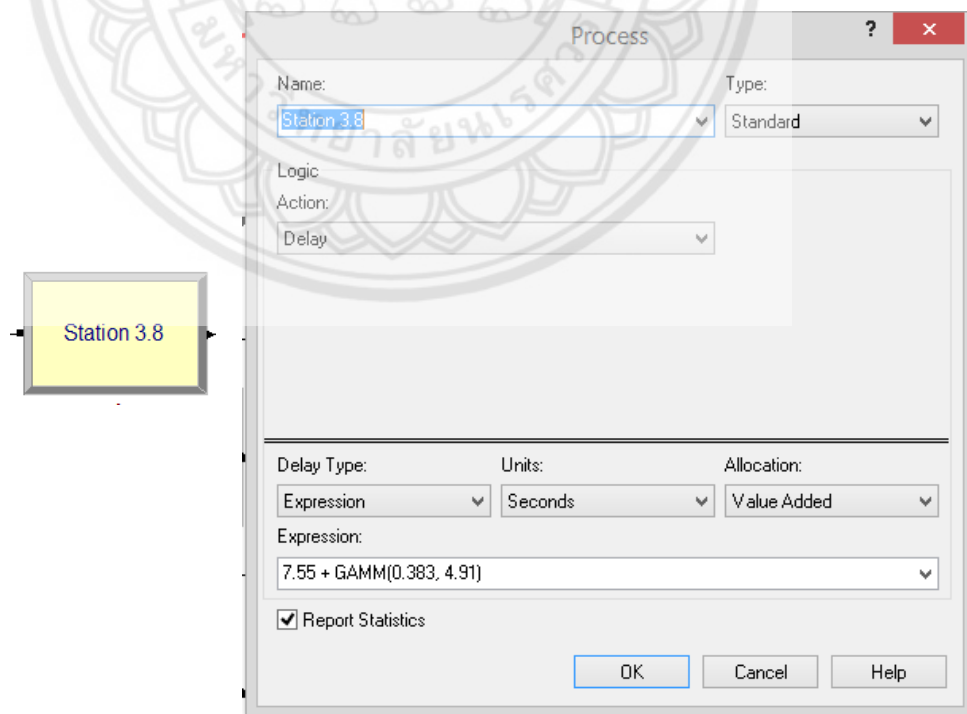 Process
?
Name:
Type:
Station 3.8
Standard
Logic
Action:
Delay
Station 3.8
Delay Type:
Units:
Allocation:
Expression
Seconds
Value Added
Expression:
7.55 + GAMM(0.383, 4.91)
Report Statistics
OK
Cancel
Help